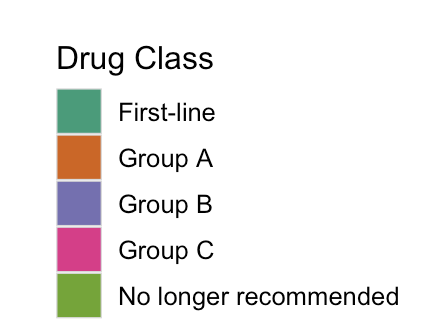 Drug Class
First-line
Group A
Group B
Group C
No longer recommended